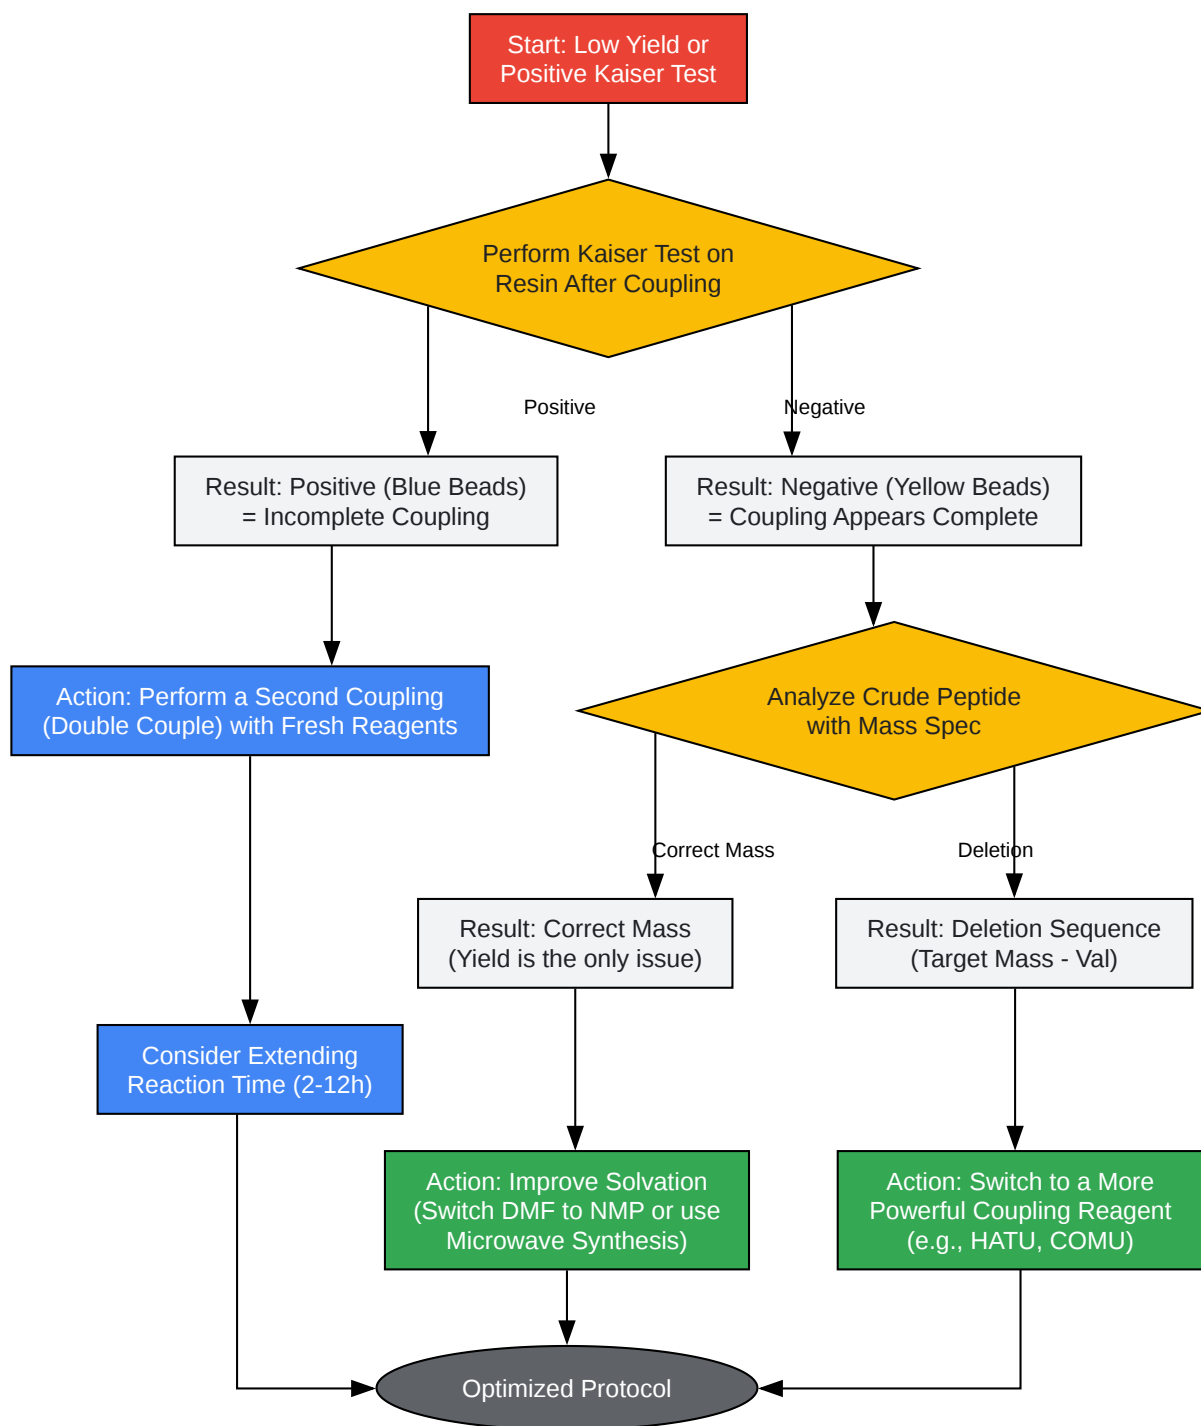 Start: Low Yield or
Positive Kaiser Test
Perform Kaiser Test on
Resin After Coupling
Positive
Negative
Result: Positive (Blue Beads)
= Incomplete Coupling
Result: Negative (Yellow Beads)
= Coupling Appears Complete
Action: Perform a Second Coupling
(Double Couple) with Fresh Reagents
Analyze Crude Peptide
with Mass Spec
Correct Mass
Deletion
Result: Correct Mass
(Yield is the only issue)
Result: Deletion Sequence
(Target Mass - Val)
Consider Extending
Reaction Time (2-12h)
Action: Improve Solvation
(Switch DMF to NMP or use
Microwave Synthesis)
Action: Switch to a More
Powerful Coupling Reagent
(e.g., HATU, COMU)
Optimized Protocol